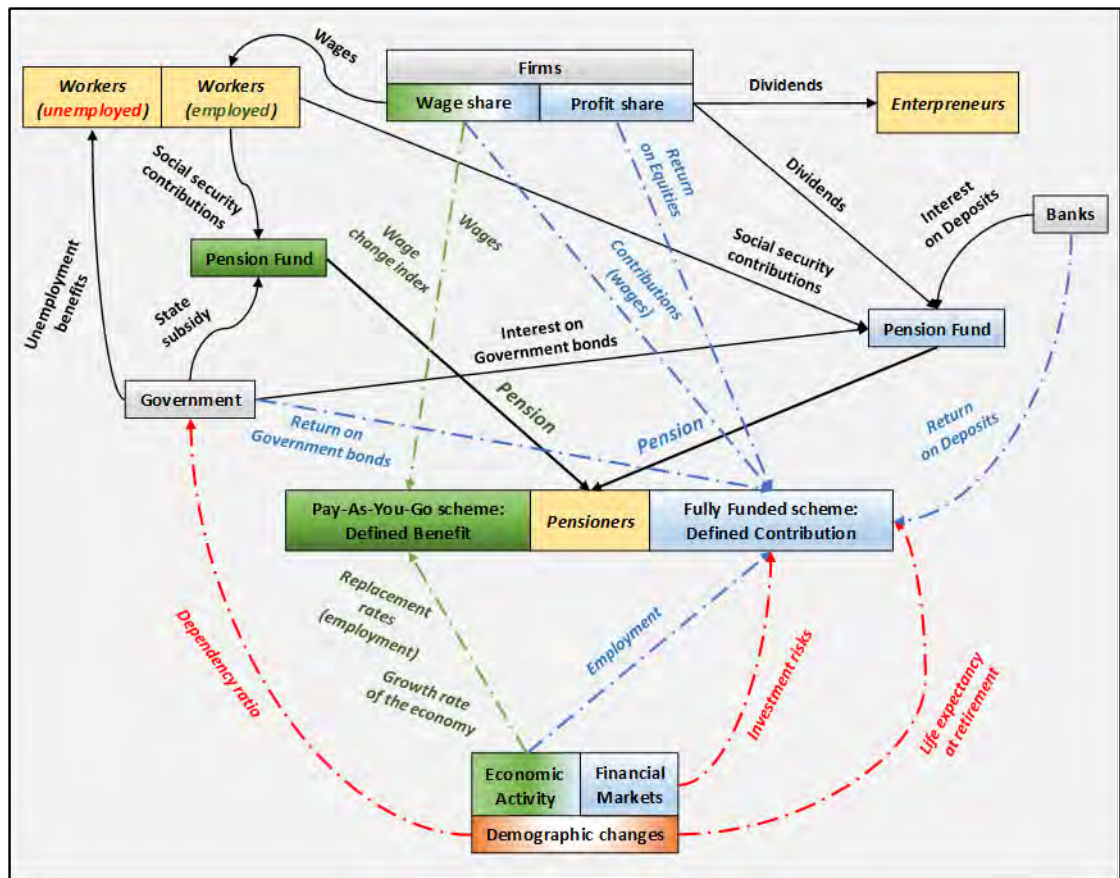 Wages
Firms
Workers
(unemployed)
Workers
(employed)
Wage share
Profit share
Dividends
Enterpreneurs
Social security
contributions
Return
on Equities
Dividends
Interest
on Deposits
Banks
Wages
Wage
change index
Pension Fund
Contributions
(wages)
Social security
contributions
Unemployment
benefits
State
subsidy
Interest on
Government bonds
Pension Fund
Government
Return on
Government bonds
Pension
Pension
Return
on Deposits
Pay-As-You-Go scheme:
Defined Benefit
Pensioners
Fully Funded scheme:
Defined Contribution
Replacement
rates
(employment)
Employment
Dependency ratio
Growth rate
of the economy
Investment risks
Life expectancy
at retirement
Economic
Activity
Financial
Markets
Demographic changes